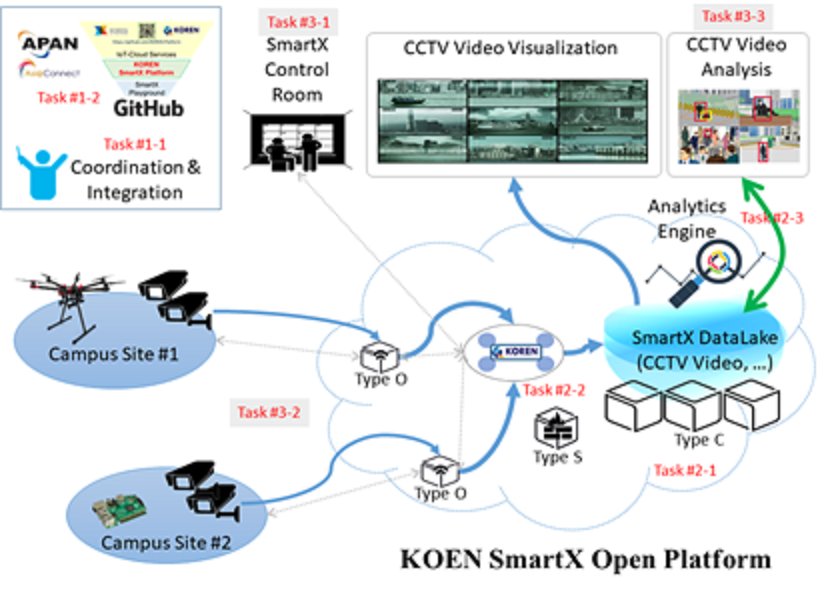 APAN
KOREN
IoT-Cloud Services
KOREN
SmartX Platform
SmartX
Playground
GitHub
Task #1-2
Task #1-1
Coordination &
Integration
Task #3-1
SmartX
Control
Room
CCTV Video Visualization
Task #3-3
CCTV Video
Analysis
Analytics
Engine
Task #2-3
Campus Site #1
Type O
KOREN
SmartX DataLake
(CCTV Video, ...)
Task #2-2
Type S
Type C
Task #2-1
Task #3-2
Type O
Campus Site #2
KOEN SmartX Open Platform